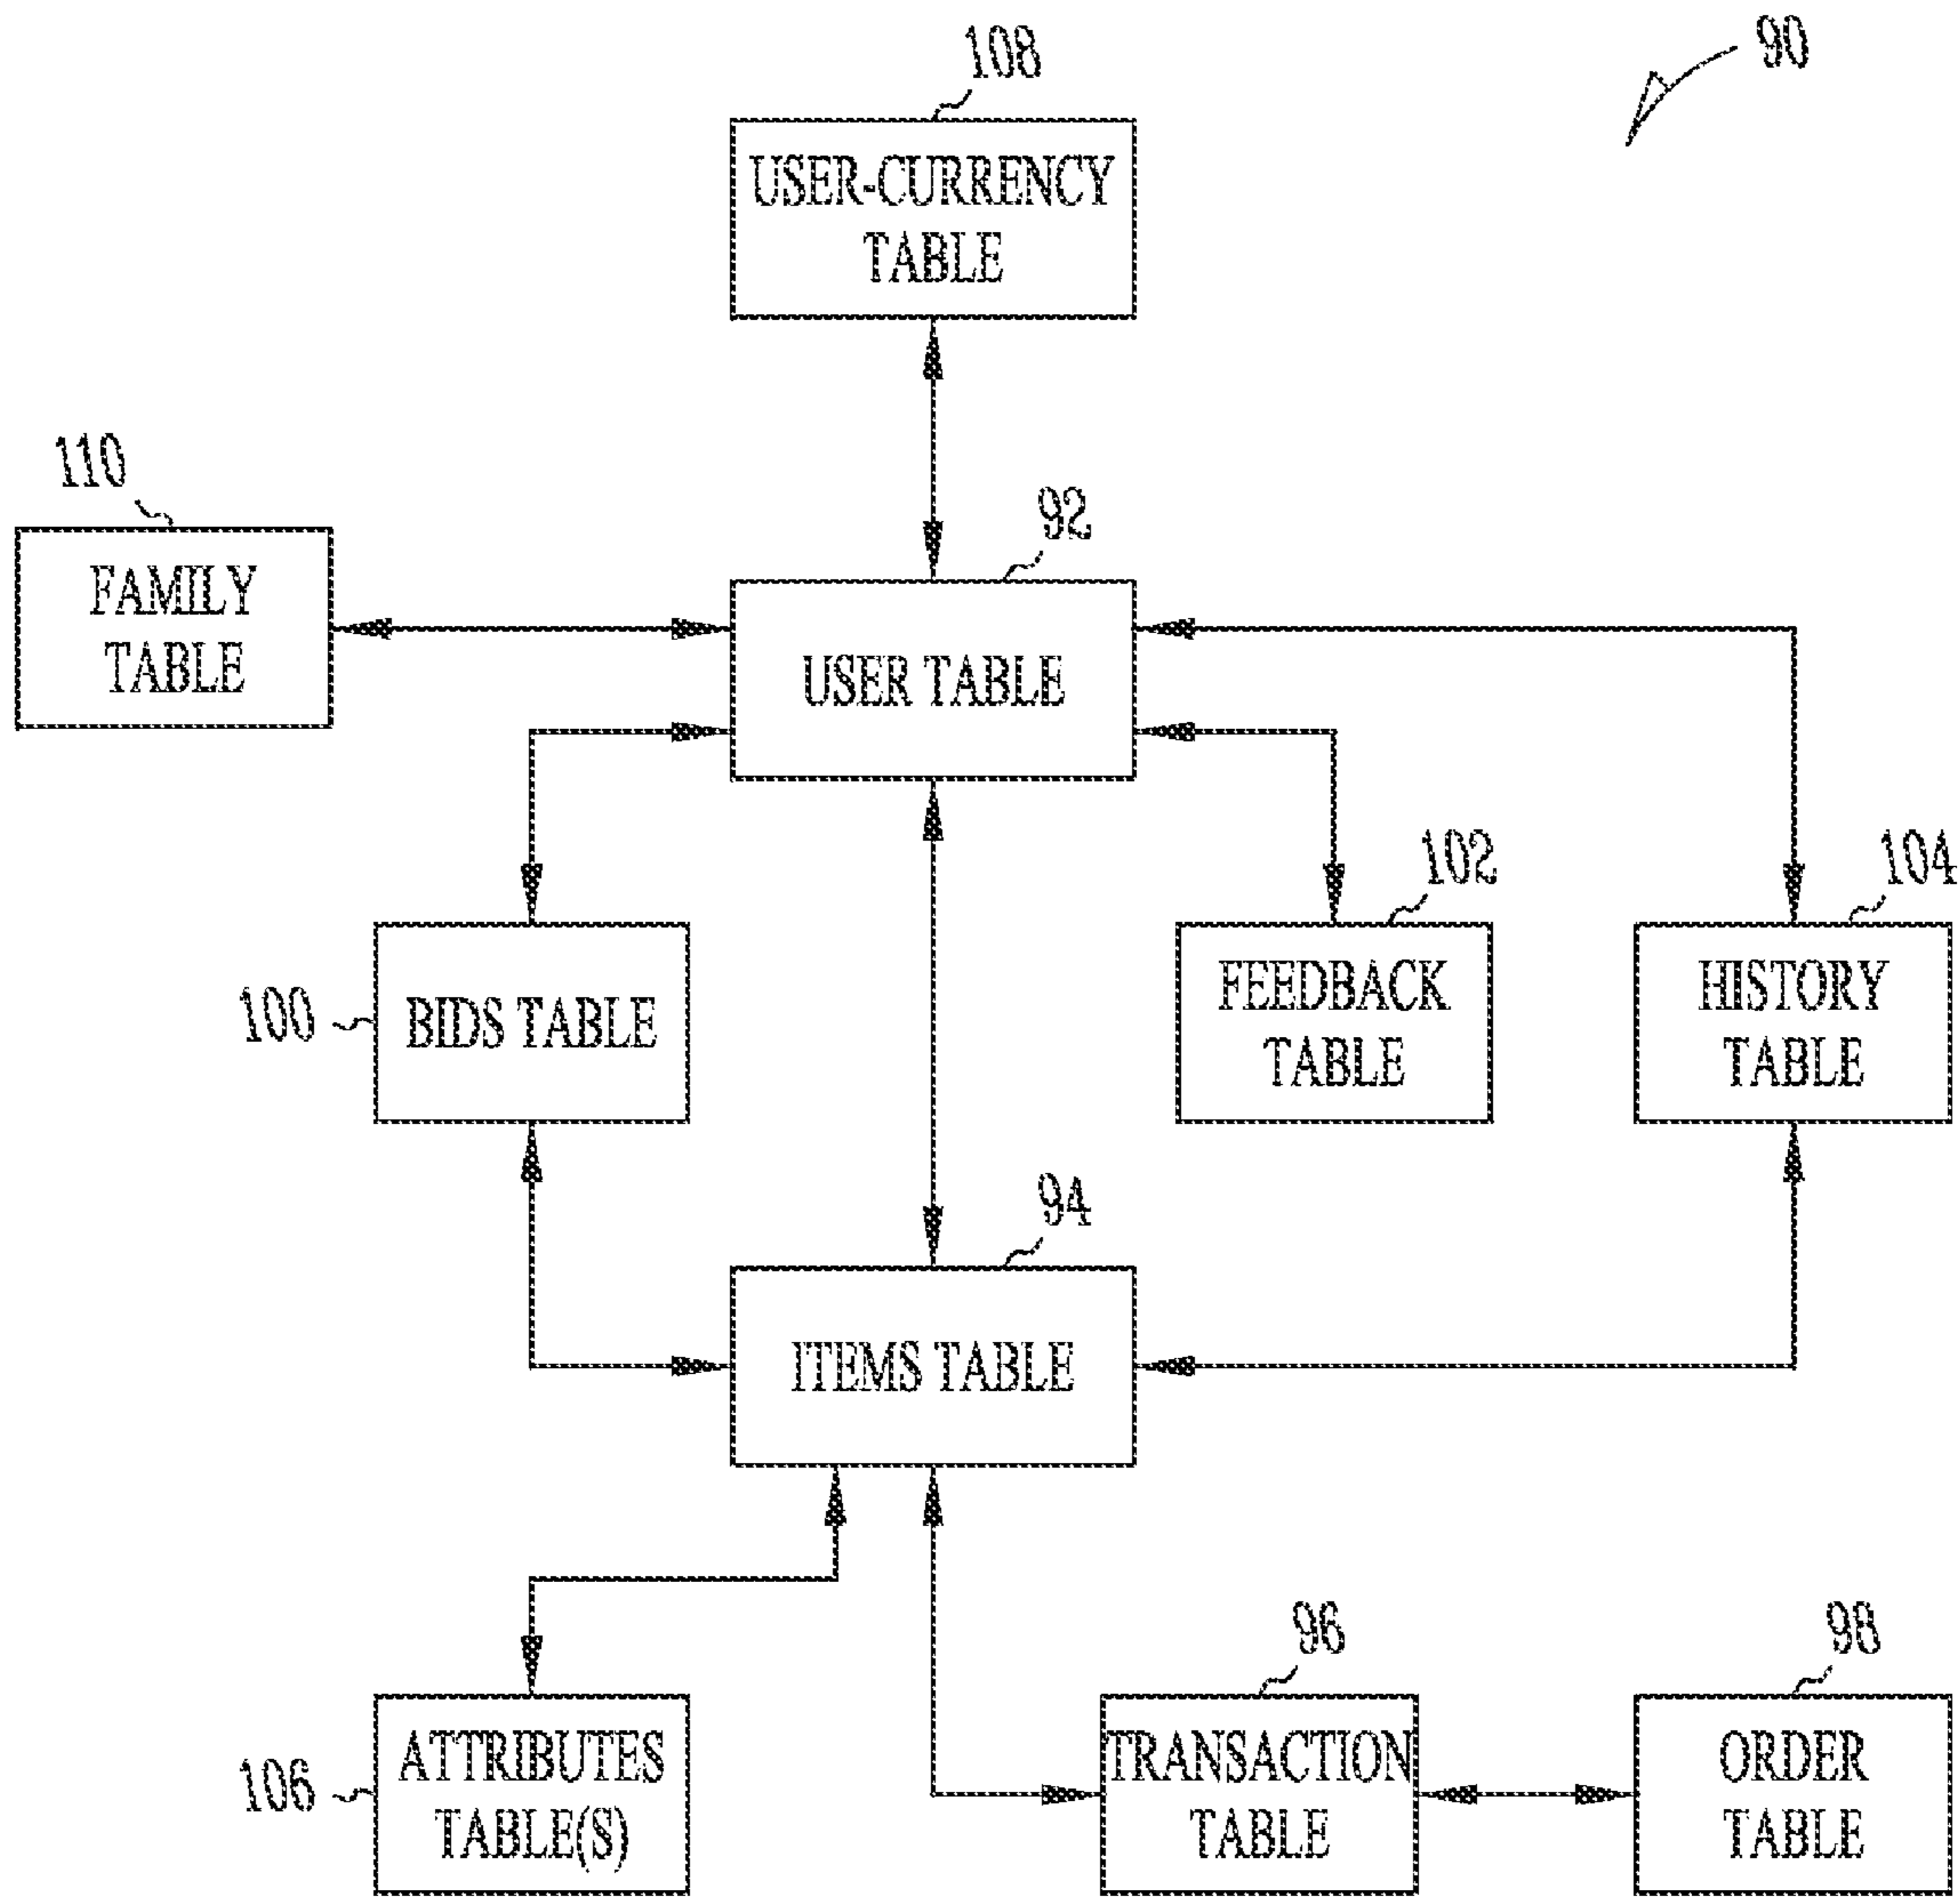 108
90
USER-CURRENCY
TABLE
110
92
FAMILY
TABLE
USER TABLE
102
104
100
BIDS TABLE
FEEDBACK
TABLE
HISTORY
TABLE
94
ITEMS TABLE
96
98
106
ATTRIBUTES
TABLE(S)
TRANSACTION
TABLE
ORDER
TABLE